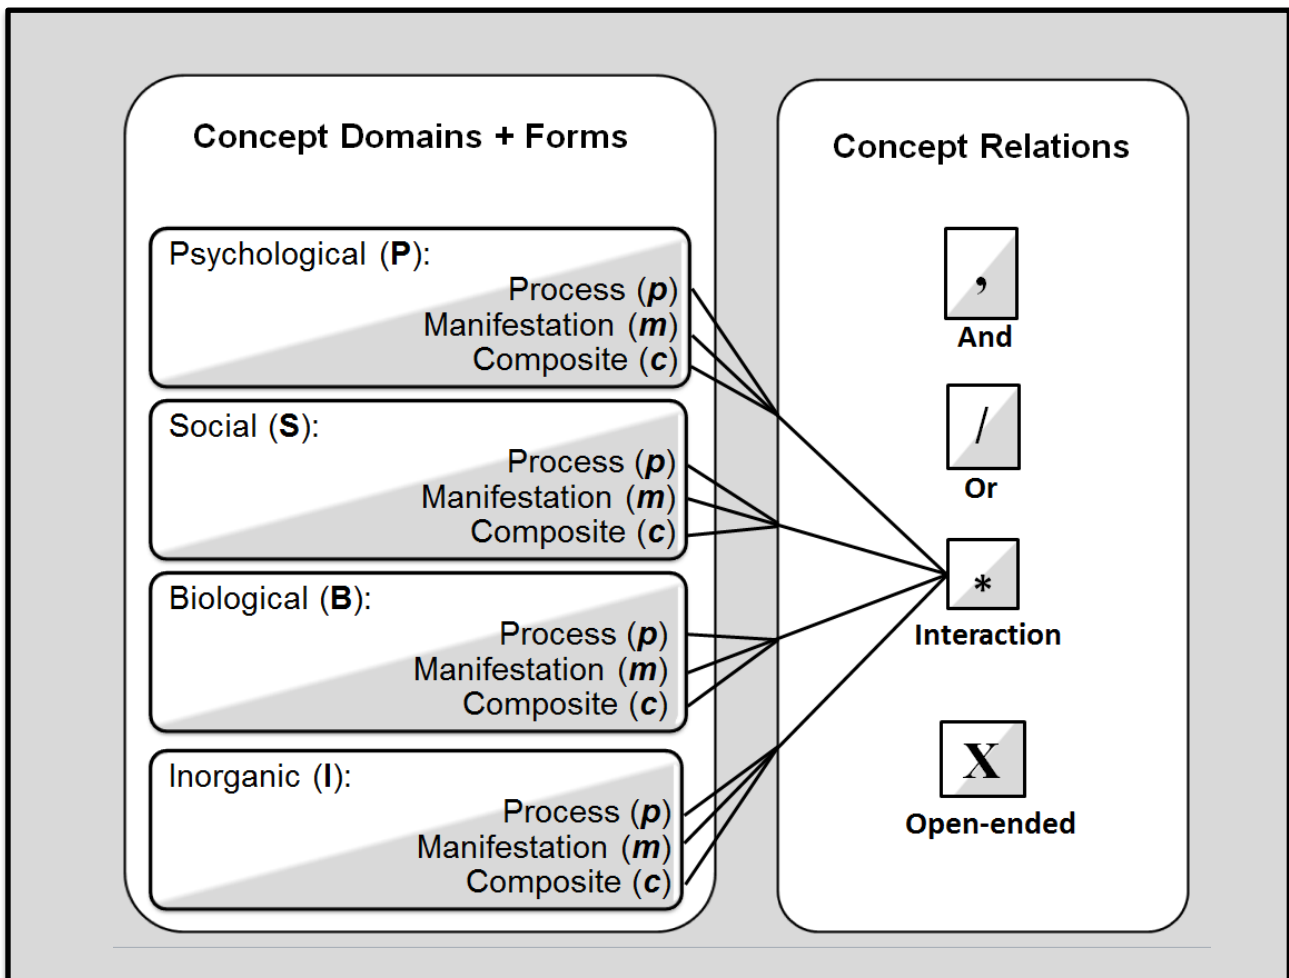 Concept Domains + Forms
Psychological (P):
Process (p)
Manifestation (m)
Composite (c)
Social (S):
Process (p)
Manifestation (m)
Composite (c)
Biological (B):
Process (p)
Manifestation (m)
Composite (c)
Inorganic (I):
Process (p)
Manifestation (m)
Composite (c)
Concept Relations
,
And
/
Or
*
Interaction
X
Open-ended